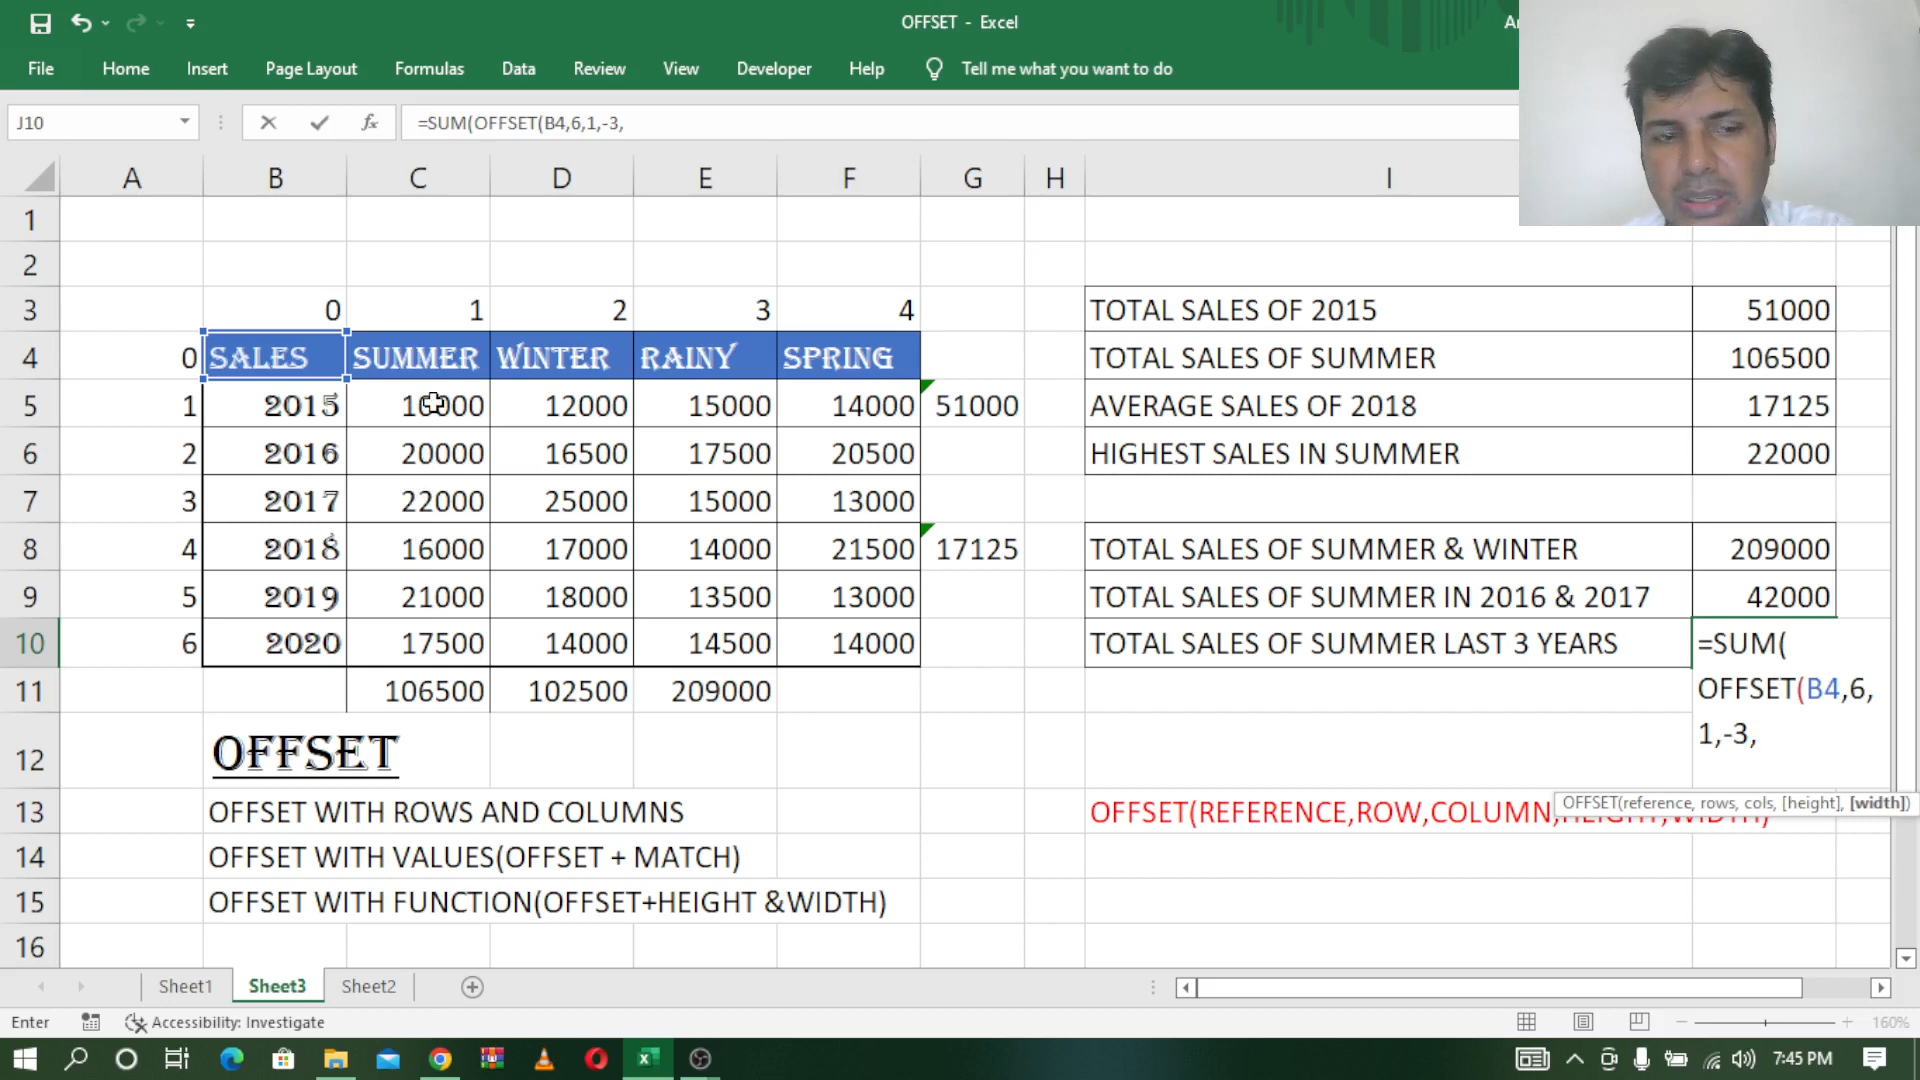 OFFSET - Excel
File Home Insert Page Layout Formulas Data Review View Developer Help Tell me what you want to do
J10 fx =SUM(OFFSET(B4,6,1,-3,
A B C D E F G H I
1
2
3 0 1 2 3 4 TOTAL SALES OF 2015 51000
4 0 SALES SUMMER WINTER RAINY SPRING TOTAL SALES OF SUMMER 106500
5 1 2015 12000 15000 14000 51000 AVERAGE SALES OF 2018 17125
6 2 2016 20000 16500 17500 20500 HIGHEST SALES IN SUMMER 22000
7 3 2017 22000 25000 15000 13000
8 4 2018 16000 17000 14000 21500 17125 TOTAL SALES OF SUMMER & WINTER 209000
9 5 2019 21000 18000 13500 13000 TOTAL SALES OF SUMMER IN 2016 & 2017 42000
10 6 2020 17500 14000 14500 14000 TOTAL SALES OF SUMMER LAST 3 YEARS =SUM(
11 106500 102500 209000 OFFSET(B4,6,
1,-3,
12 OFFSET
13 OFFSET WITH ROWS AND COLUMNS OFFSET(REFERENCE,ROW,COLUMN,HEIGHT,WIDTH)
OFFSET(reference, rows, cols, [height], [width])
14 OFFSET WITH VALUES(OFFSET + MATCH)
15 OFFSET WITH FUNCTION(OFFSET+HEIGHT &WIDTH)
16
Sheet1 Sheet3 Sheet2
Enter Accessibility: Investigate 160%
7:45 PM